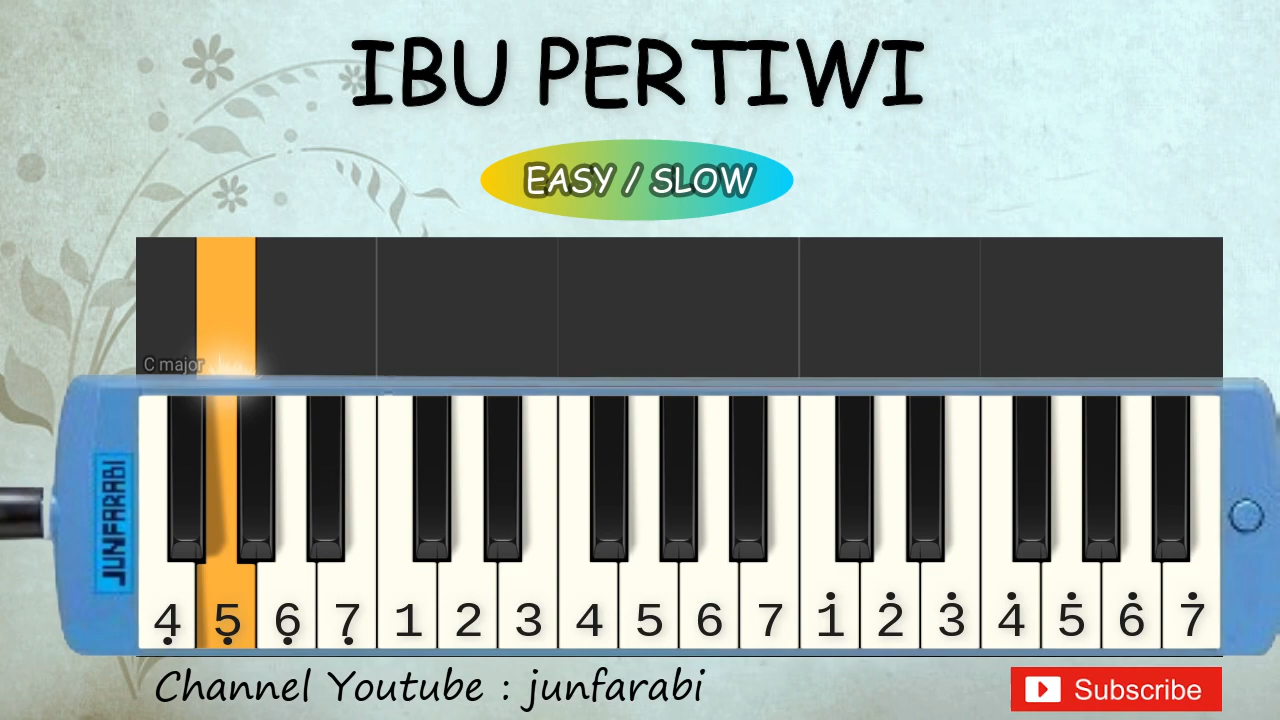 IBU PERTIWI
EASY / SLOW
C major
JUNFARABI
4̣ 5̣ 6̣ 7̣ 1 2 3 4 5 6 7 1̇ 2̇ 3̇ 4̇ 5̇ 6̇ 7̇
Channel Youtube : junfarabi
Subscribe